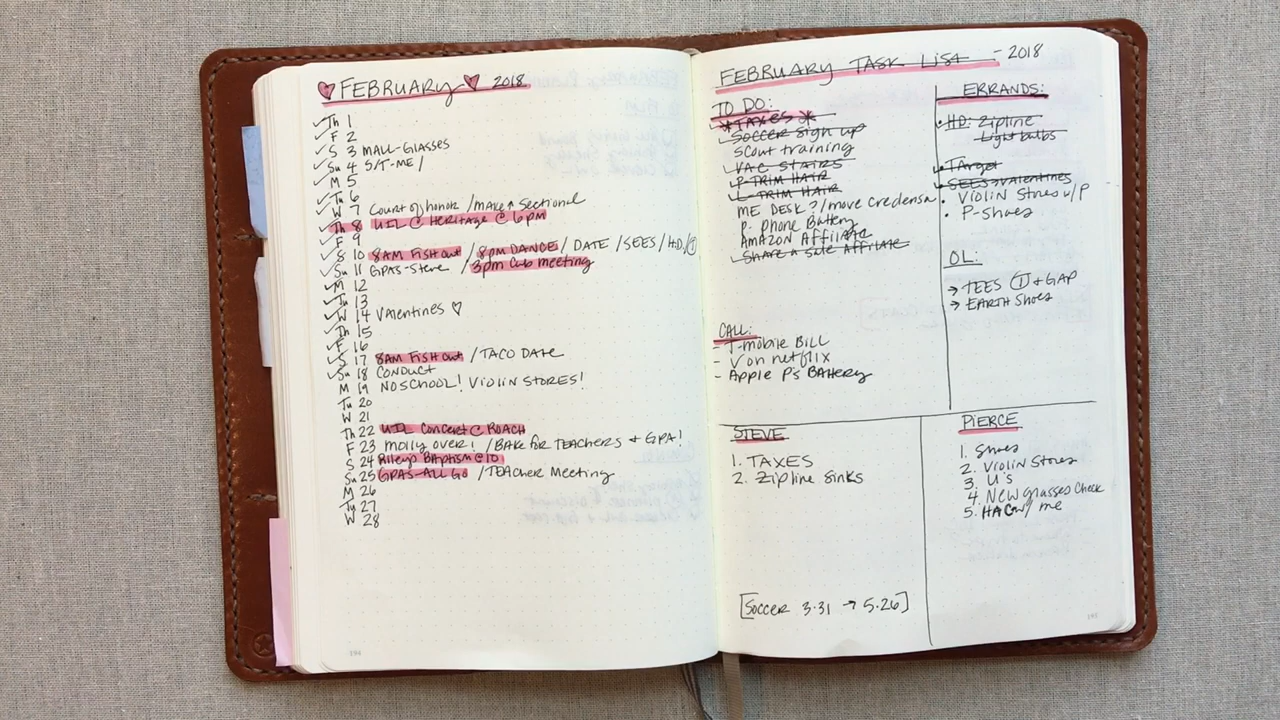 FEBRUARY 2018
Th 1
F 2
S 3 MALL-GLASSES
Su 4 S/T-ME /
M 5
Tu 6
W 7 Court of honor / make ↑ Sectional
Th 8 UIL @ Heritage @ 6pm
F 9
S 10 8AM Fish out / 8pm DANCE / DATE / SEES / H.D. /
Su 11 GPAS-Steve / 3pm Cub meeting
M 12
Tu 13
W 14 Valentines ♡
Th 15
F 16
S 17 8AM Fish out / TACO DATE
Su 18 CONDUCT
M 19 NO SCHOOL! VIOLIN STORES!
Tu 20
W 21
Th 22 UIL Concert @ ROACH
F 23 molly over! / BAKE for TEACHERS + GPA!
S 24 Riley's BAPtism @ 10
Su 25 GPAS-ALL Go / TEACHER Meeting
M 26
Tu 27
W 28
194
FEBRUARY TASK LIST - 2018
TO DO:
*TAXES *
SOCCER sign up
SCout training
VAC STAIRS
P-TRIM HAIR
L-TRIM HAIR
ME DESK? / move credensa
P. phone Battery
AMAZON Affiliate
SHARE a Sale Affiliate
CALL:
- T-mobile BILL
- V on netflix
- Apple P's BATTERY
ERRANDS:
• HD: Zipline
Light bulbs
• TArget
• SEES valentines
• VIOLIN Stores w/P
• P-shoes
OL:
→ TEES + GAP
→ EARTH Shoes
STEVE
1. TAXES
2. Zipline Sinks
[Soccer 3.31 → 5.26]
PIERCE
1. Shoes
2. Violin Stores
3. U's
4. New glasses Check
5. HAC w/ me
195